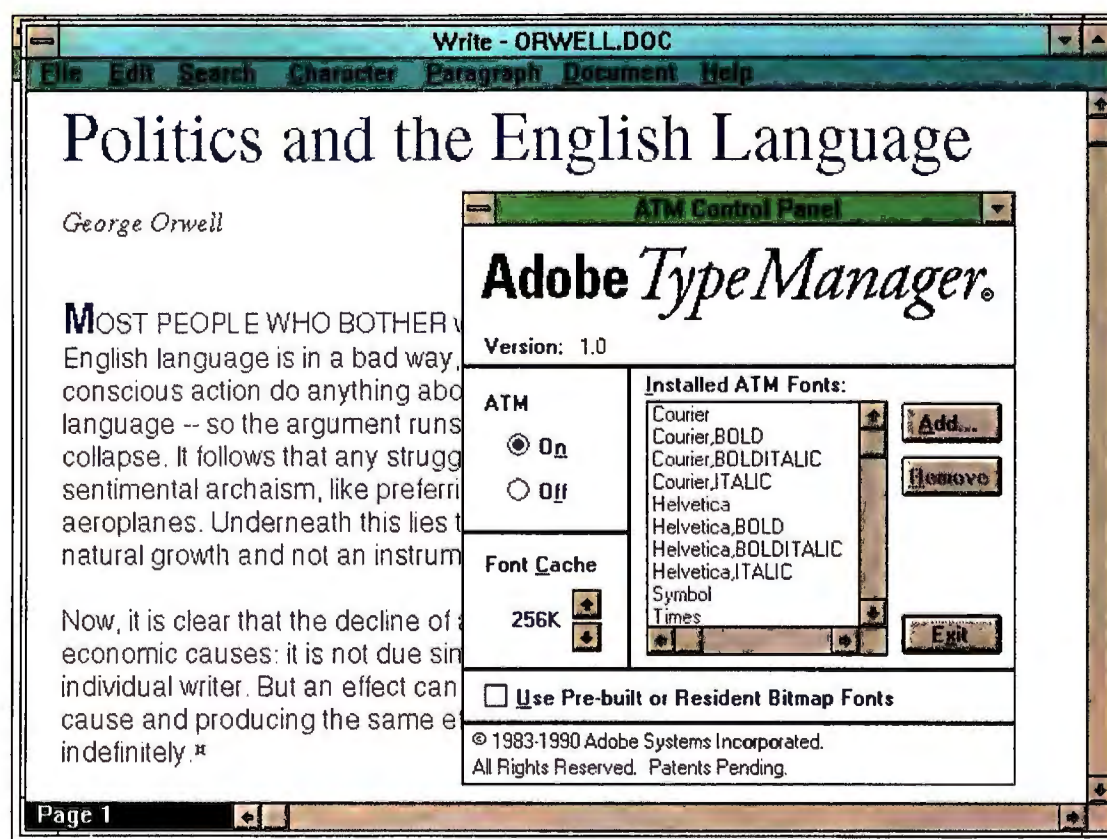 Write - ORWELL.DOC
File Edit Search Character Paragraph Document Help
Politics and the English Language
George Orwell
MOST PEOPLE WHO BOTHER
English language is in a bad way,
conscious action do anything abo
language -- so the argument runs
collapse. It follows that any strugg
sentimental archaism, like preferri
aeroplanes. Underneath this lies t
natural growth and not an instrum
Now, it is clear that the decline of
economic causes: it is not due sin
individual writer. But an effect can
cause and producing the same ef
indefinitely.¤
Page 1
ATM Control Panel
Adobe Type Manager®
Version: 1.0
ATM
On
Off
Font Cache
256K
Installed ATM Fonts:
Courier
Courier,BOLD
Courier,BOLDITALIC
Courier,ITALIC
Helvetica
Helvetica,BOLD
Helvetica,BOLDITALIC
Helvetica,ITALIC
Symbol
Times
Add...
Remove
Exit
Use Pre-built or Resident Bitmap Fonts
© 1983-1990 Adobe Systems Incorporated.
All Rights Reserved. Patents Pending.